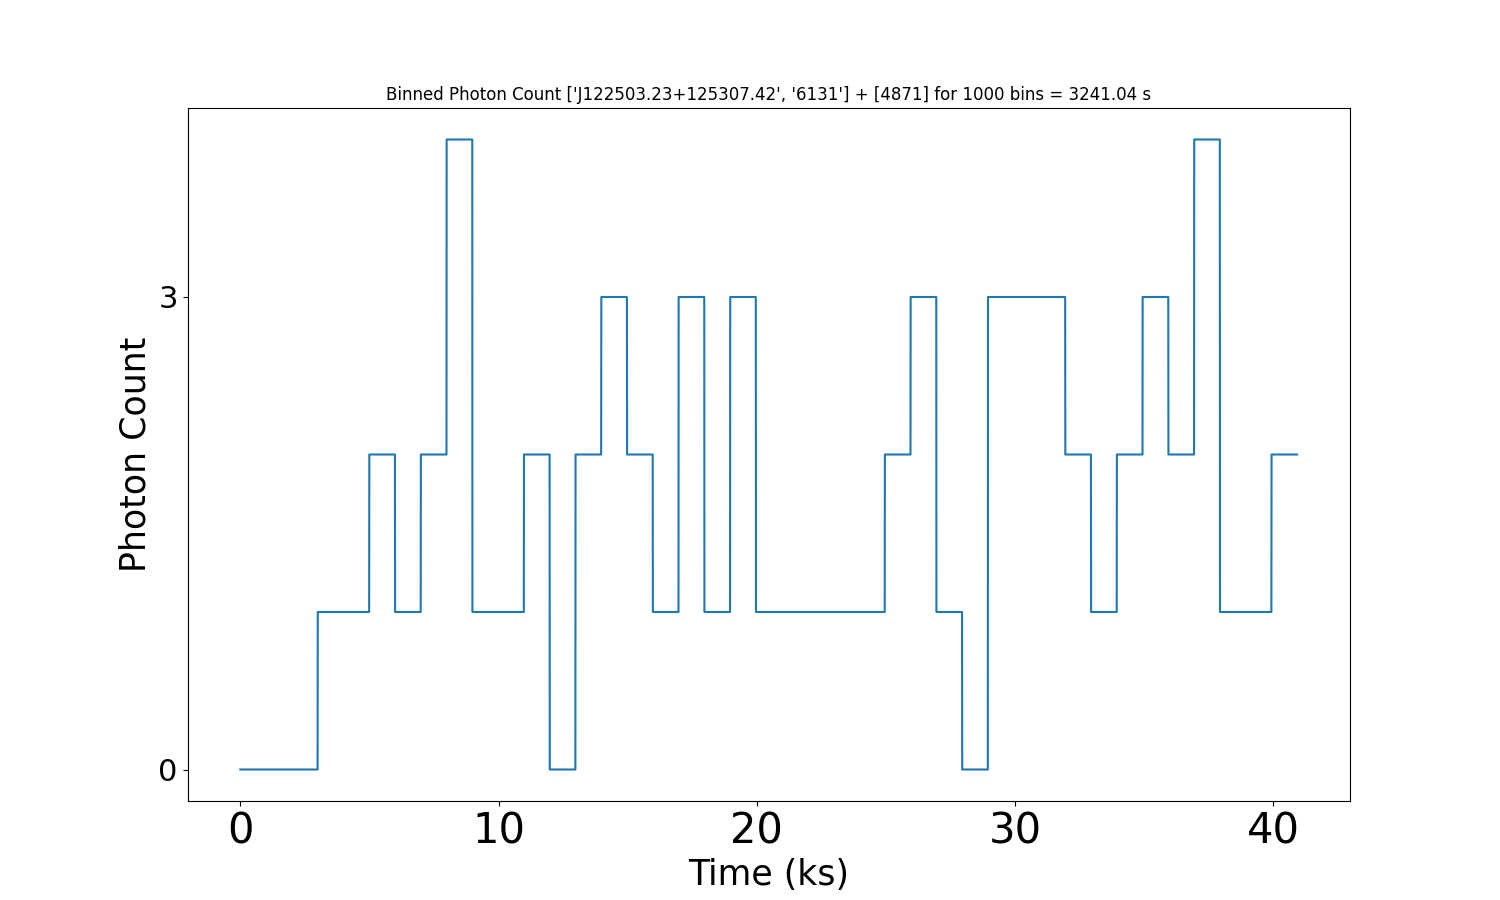 Binned Photon Count ['J122503.23+125307.42', '6131'] + [4871] for 1000 bins = 3241.04 s
Photon Count
3
0
0 10 20 30 40
Time (ks)